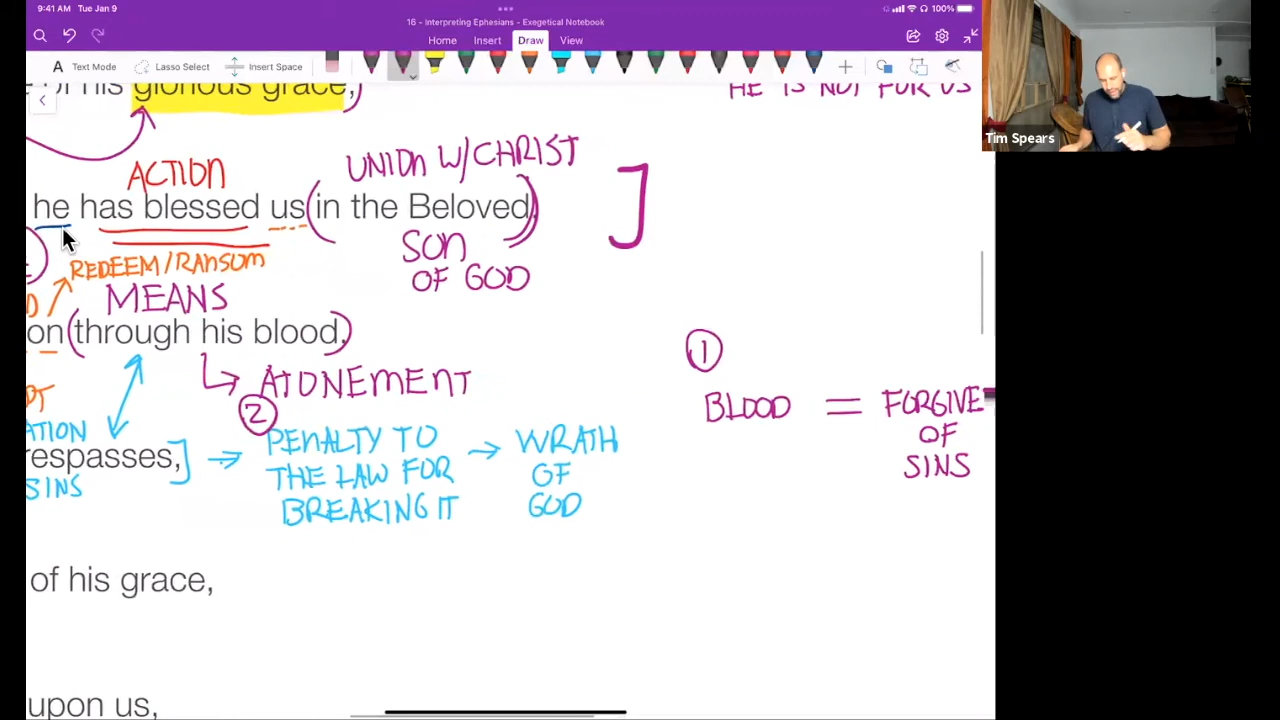 9:41 AM Tue Jan 9
100%
16 - Interpreting Ephesians - Exegetical Notebook
Home Insert Draw View
Text Mode Lasso Select Insert Space
of his glorious grace,)
HE IS NOT FOR US
Tim Spears
ACTION
UNION W/CHRIST
he has blessed us (in the Beloved.) ]
REDEEM/RANSOM
SON
OF GOD
MEANS
on (through his blood,)
1
ATONEMENT
BLOOD = FORGIVE
OF
SINS
2
ATION
PENALTY TO
THE LAW FOR
BREAKING IT
WRATH
OF
GOD
respasses,]
SINS
of his grace,
upon us,